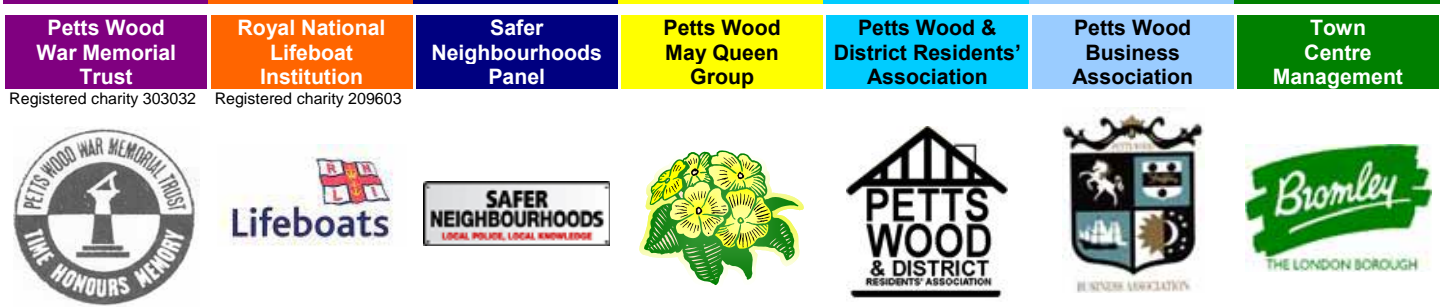 Petts Wood
War Memorial
Trust
Registered charity 303032
Royal National
Lifeboat
Institution
Registered charity 209603
Safer
Neighbourhoods
Panel
Petts Wood
May Queen
Group
Petts Wood &
District Residents’
Association
Petts Wood
Business
Association
Town
Centre
Management
PETTS WOOD WAR MEMORIAL TRUST
TIME HONOURS MEMORY
R N
L I
Lifeboats
SAFER
NEIGHBOURHOODS
LOCAL POLICE, LOCAL KNOWLEDGE
PETTS
WOOD
& DISTRICT
RESIDENTS' ASSOCIATION
PETTS WOOD
BUSINESS ASSOCIATION
Bromley
THE LONDON BOROUGH